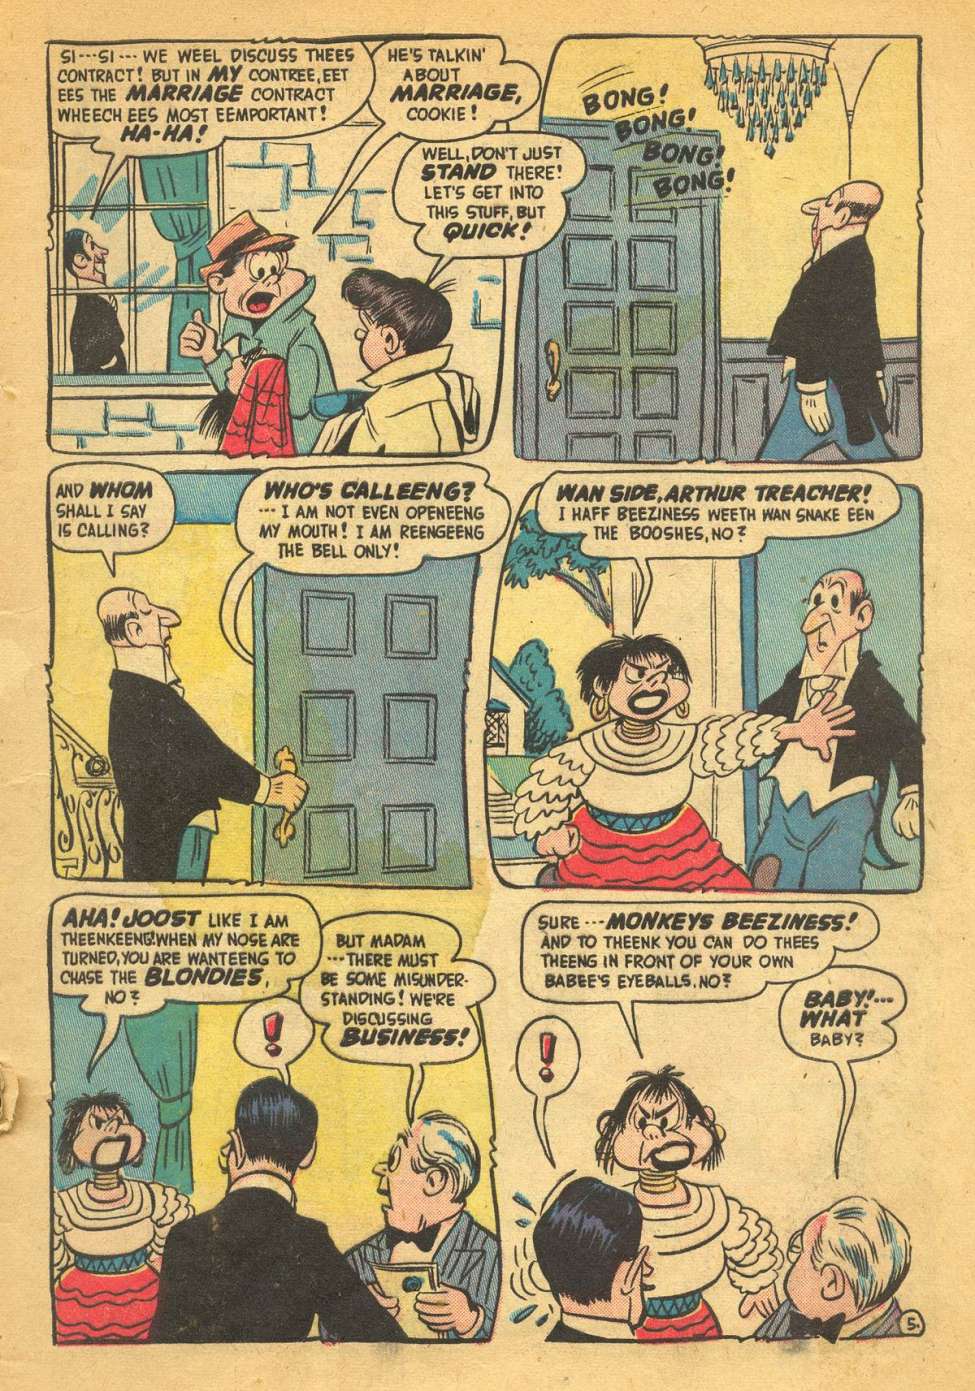 SI---SI--- WE WEEL DISCUSS THEES
CONTRACT! BUT IN MY CONTREE, EET
EES THE MARRIAGE CONTRACT
WHEECH EES MOST EEMPORTANT!
HA-HA!
HE'S TALKIN'
ABOUT
MARRIAGE,
COOKIE!
WELL, DON'T JUST
STAND THERE!
LET'S GET INTO
THIS STUFF, BUT
QUICK!
BONG!
BONG!
BONG!
BONG!
AND WHOM
SHALL I SAY
IS CALLING?
WHO'S CALLEENG?
--- I AM NOT EVEN OPENEENG
MY MOUTH! I AM REENGEENG
THE BELL ONLY!
WAN SIDE, ARTHUR TREACHER!
I HAFF BEEZINESS WEETH WAN SNAKE EEN
THE BOOSHES, NO?
AHA! JOOST LIKE I AM
THEENKEENG! WHEN MY NOSE ARE
TURNED, YOU ARE WANTEENG TO
CHASE THE BLONDIES,
NO?
!
BUT MADAM
---THERE MUST
BE SOME MISUNDER-
STANDING! WE'RE
DISCUSSING
BUSINESS!
SURE ---MONKEYS BEEZINESS!
AND TO THEENK YOU CAN DO THEES
THEENG IN FRONT OF YOUR OWN
BABEE'S EYEBALLS, NO?
!
BABY!---
WHAT
BABY?
5.